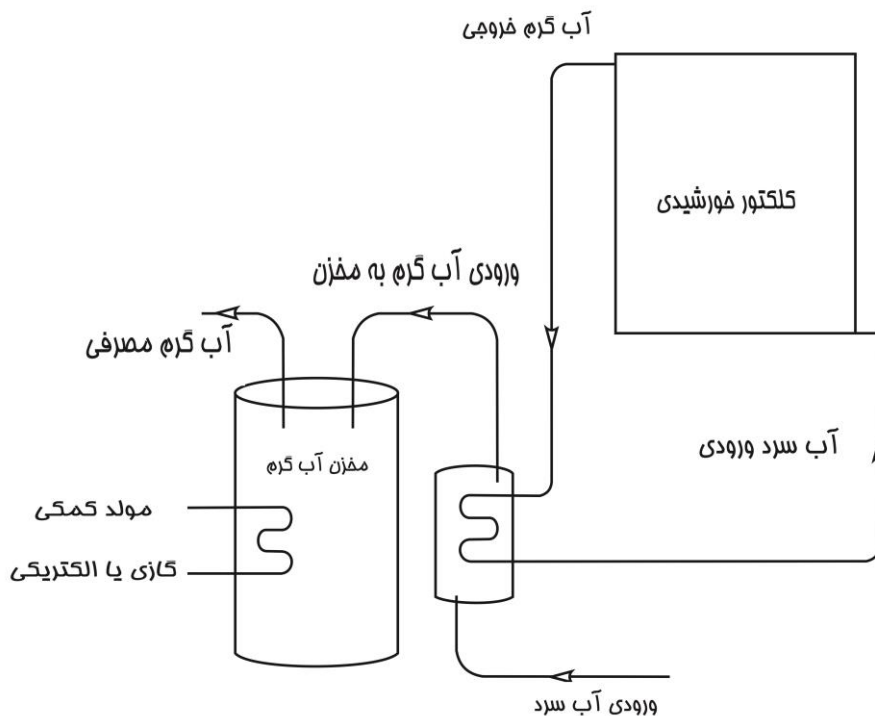 آب گرم خروجی
کلکتور خورشیدی
ورودی آب گرم به مخزن
آب گرم مصرفی
آب سرد ورودی
مخزن آب گرم
مولد کمکی
گازی یا الکتریکی
ورودی آب سرد